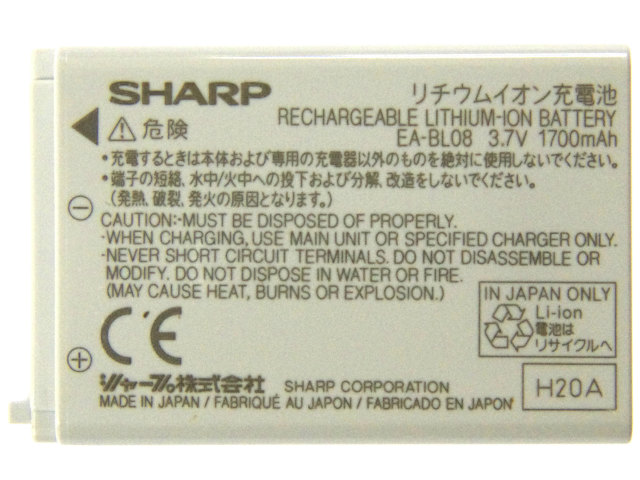 SHARP
リチウムイオン充電池
RECHARGEABLE LITHIUM-ION BATTERY
EA-BL08 3.7V 1700mAh
危険
•充電するときは本体および専用の充電器以外のものを絶対に使用しないでください。
•端子の短絡、水中/火中への投下および分解、改造をしないでください。
(発熱、破裂、発火の原因となります。)
CAUTION:-MUST BE DISPOSED OF PROPERLY.
-WHEN CHARGING, USE MAIN UNIT OR SPECIFIED CHARGER ONLY.
-NEVER SHORT CIRCUIT TERMINALS. DO NOT DISASSEMBLE OR
MODIFY. DO NOT DISPOSE IN WATER OR FIRE.
(MAY CAUSE HEAT, BURNS OR EXPLOSION.)
IN JAPAN ONLY
Li-ion
電池は
リサイクルへ
CE
シャープ株式会社 SHARP CORPORATION
MADE IN JAPAN / FABRIQUÉ AU JAPON / FABRICADO EN JAPÓN
H20A